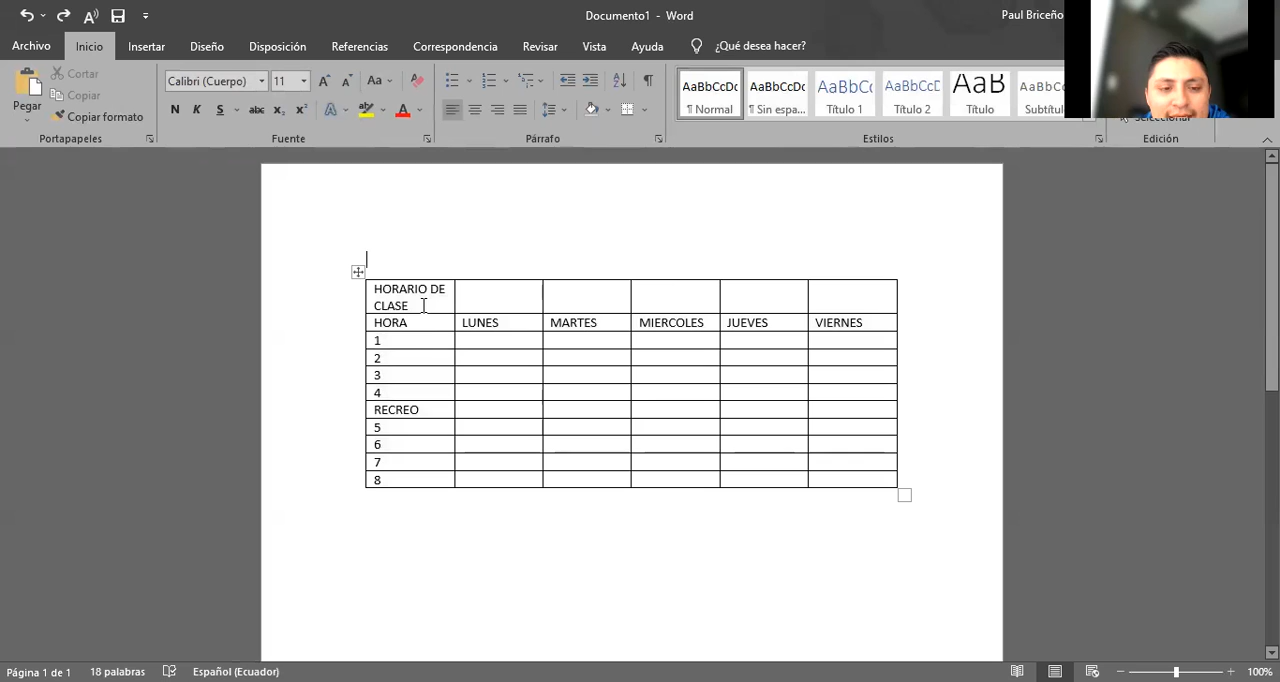 Documento1 - Word
Paul Briceño
Archivo Inicio Insertar Diseño Disposición Referencias Correspondencia Revisar Vista Ayuda ¿Qué desea hacer?
Pegar
Cortar
Copiar
Copiar formato
Portapapeles
Calibri (Cuerpo) 11
Aa
N K S abc x₂ x² A A
Fuente
Párrafo
AaBbCcDc AaBbCcDc AaBbCc AaBbCcD AaB AaBbCcD
¶ Normal ¶ Sin espa... Título 1 Título 2 Título Subtítul
Estilos
Edición
HORARIO DE
CLASE
HORA LUNES MARTES MIERCOLES JUEVES VIERNES
1
2
3
4
RECREO
5
6
7
8
Página 1 de 1 18 palabras Español (Ecuador) 100%